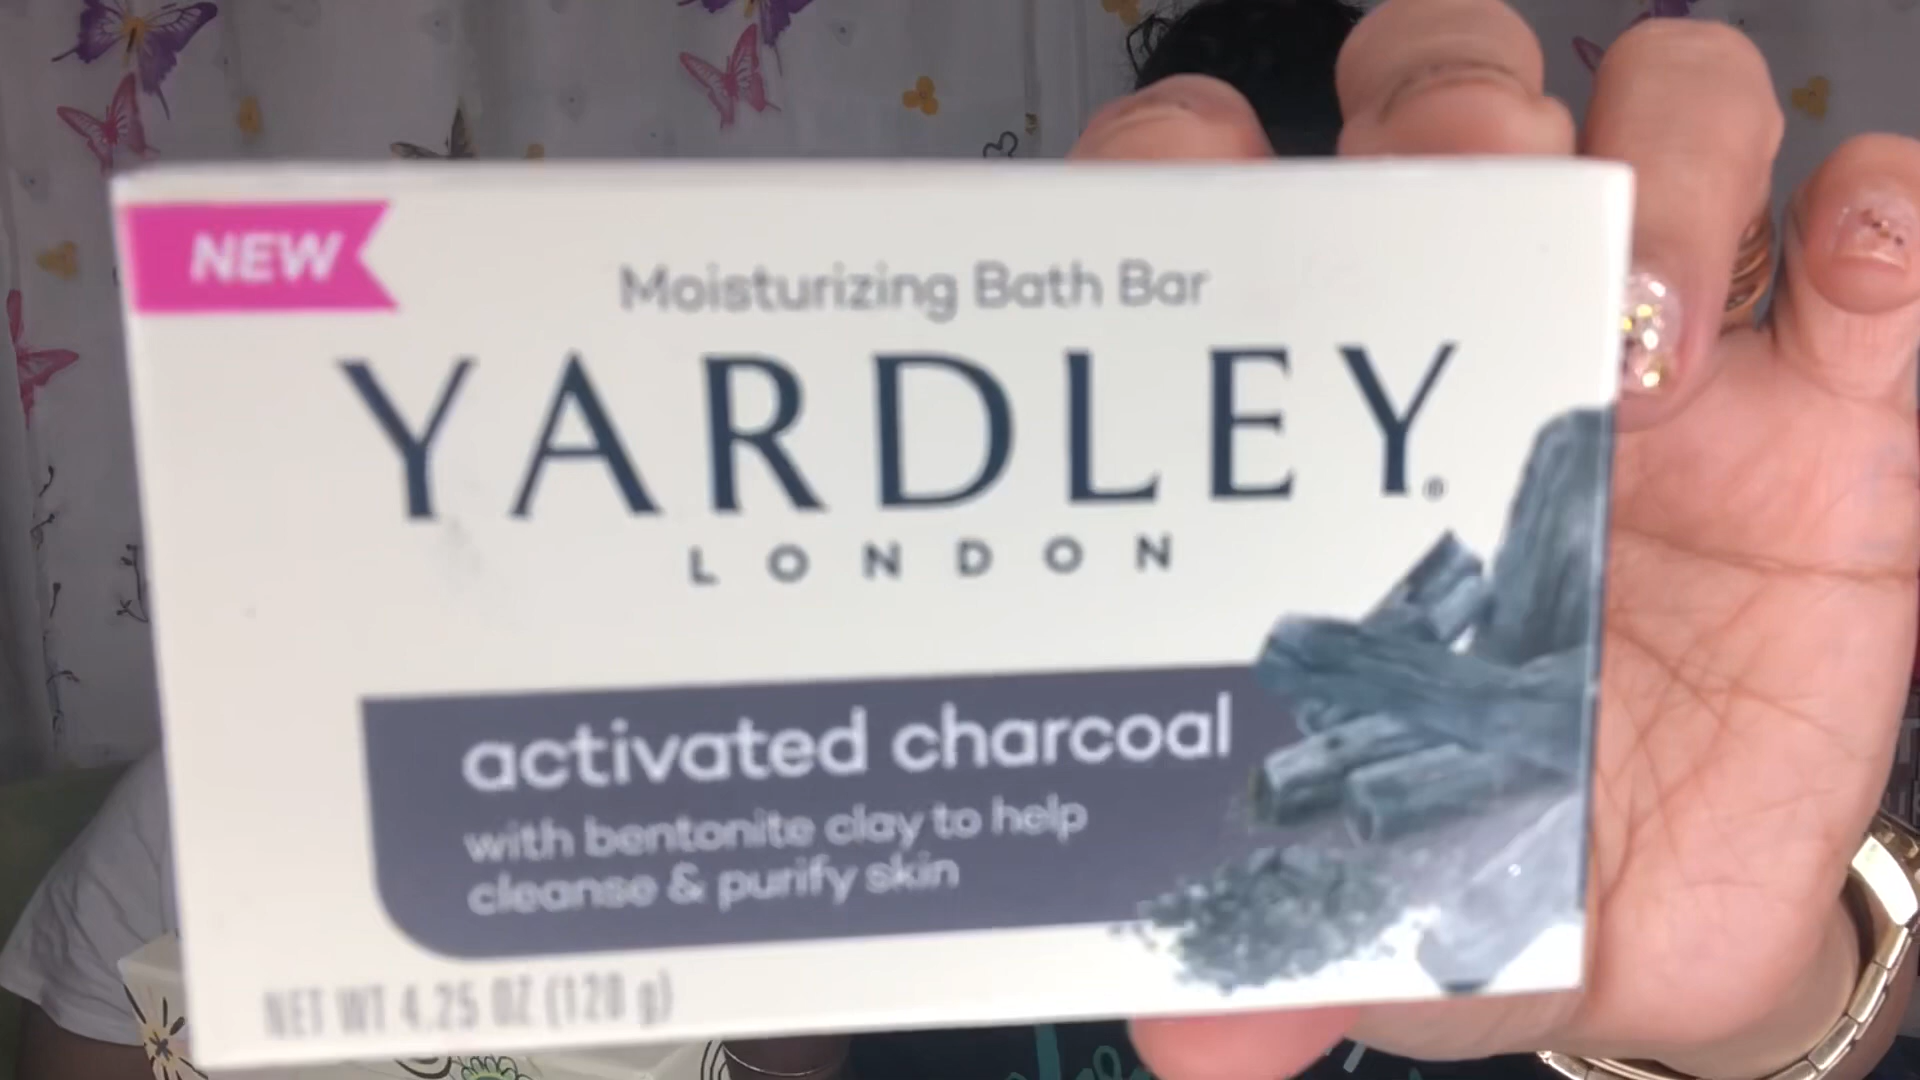 NEW
Moisturizing Bath Bar
YARDLEY®
LONDON
activated charcoal
with bentonite clay to help
cleanse & purify skin
NET WT 4.25 OZ (120 g)